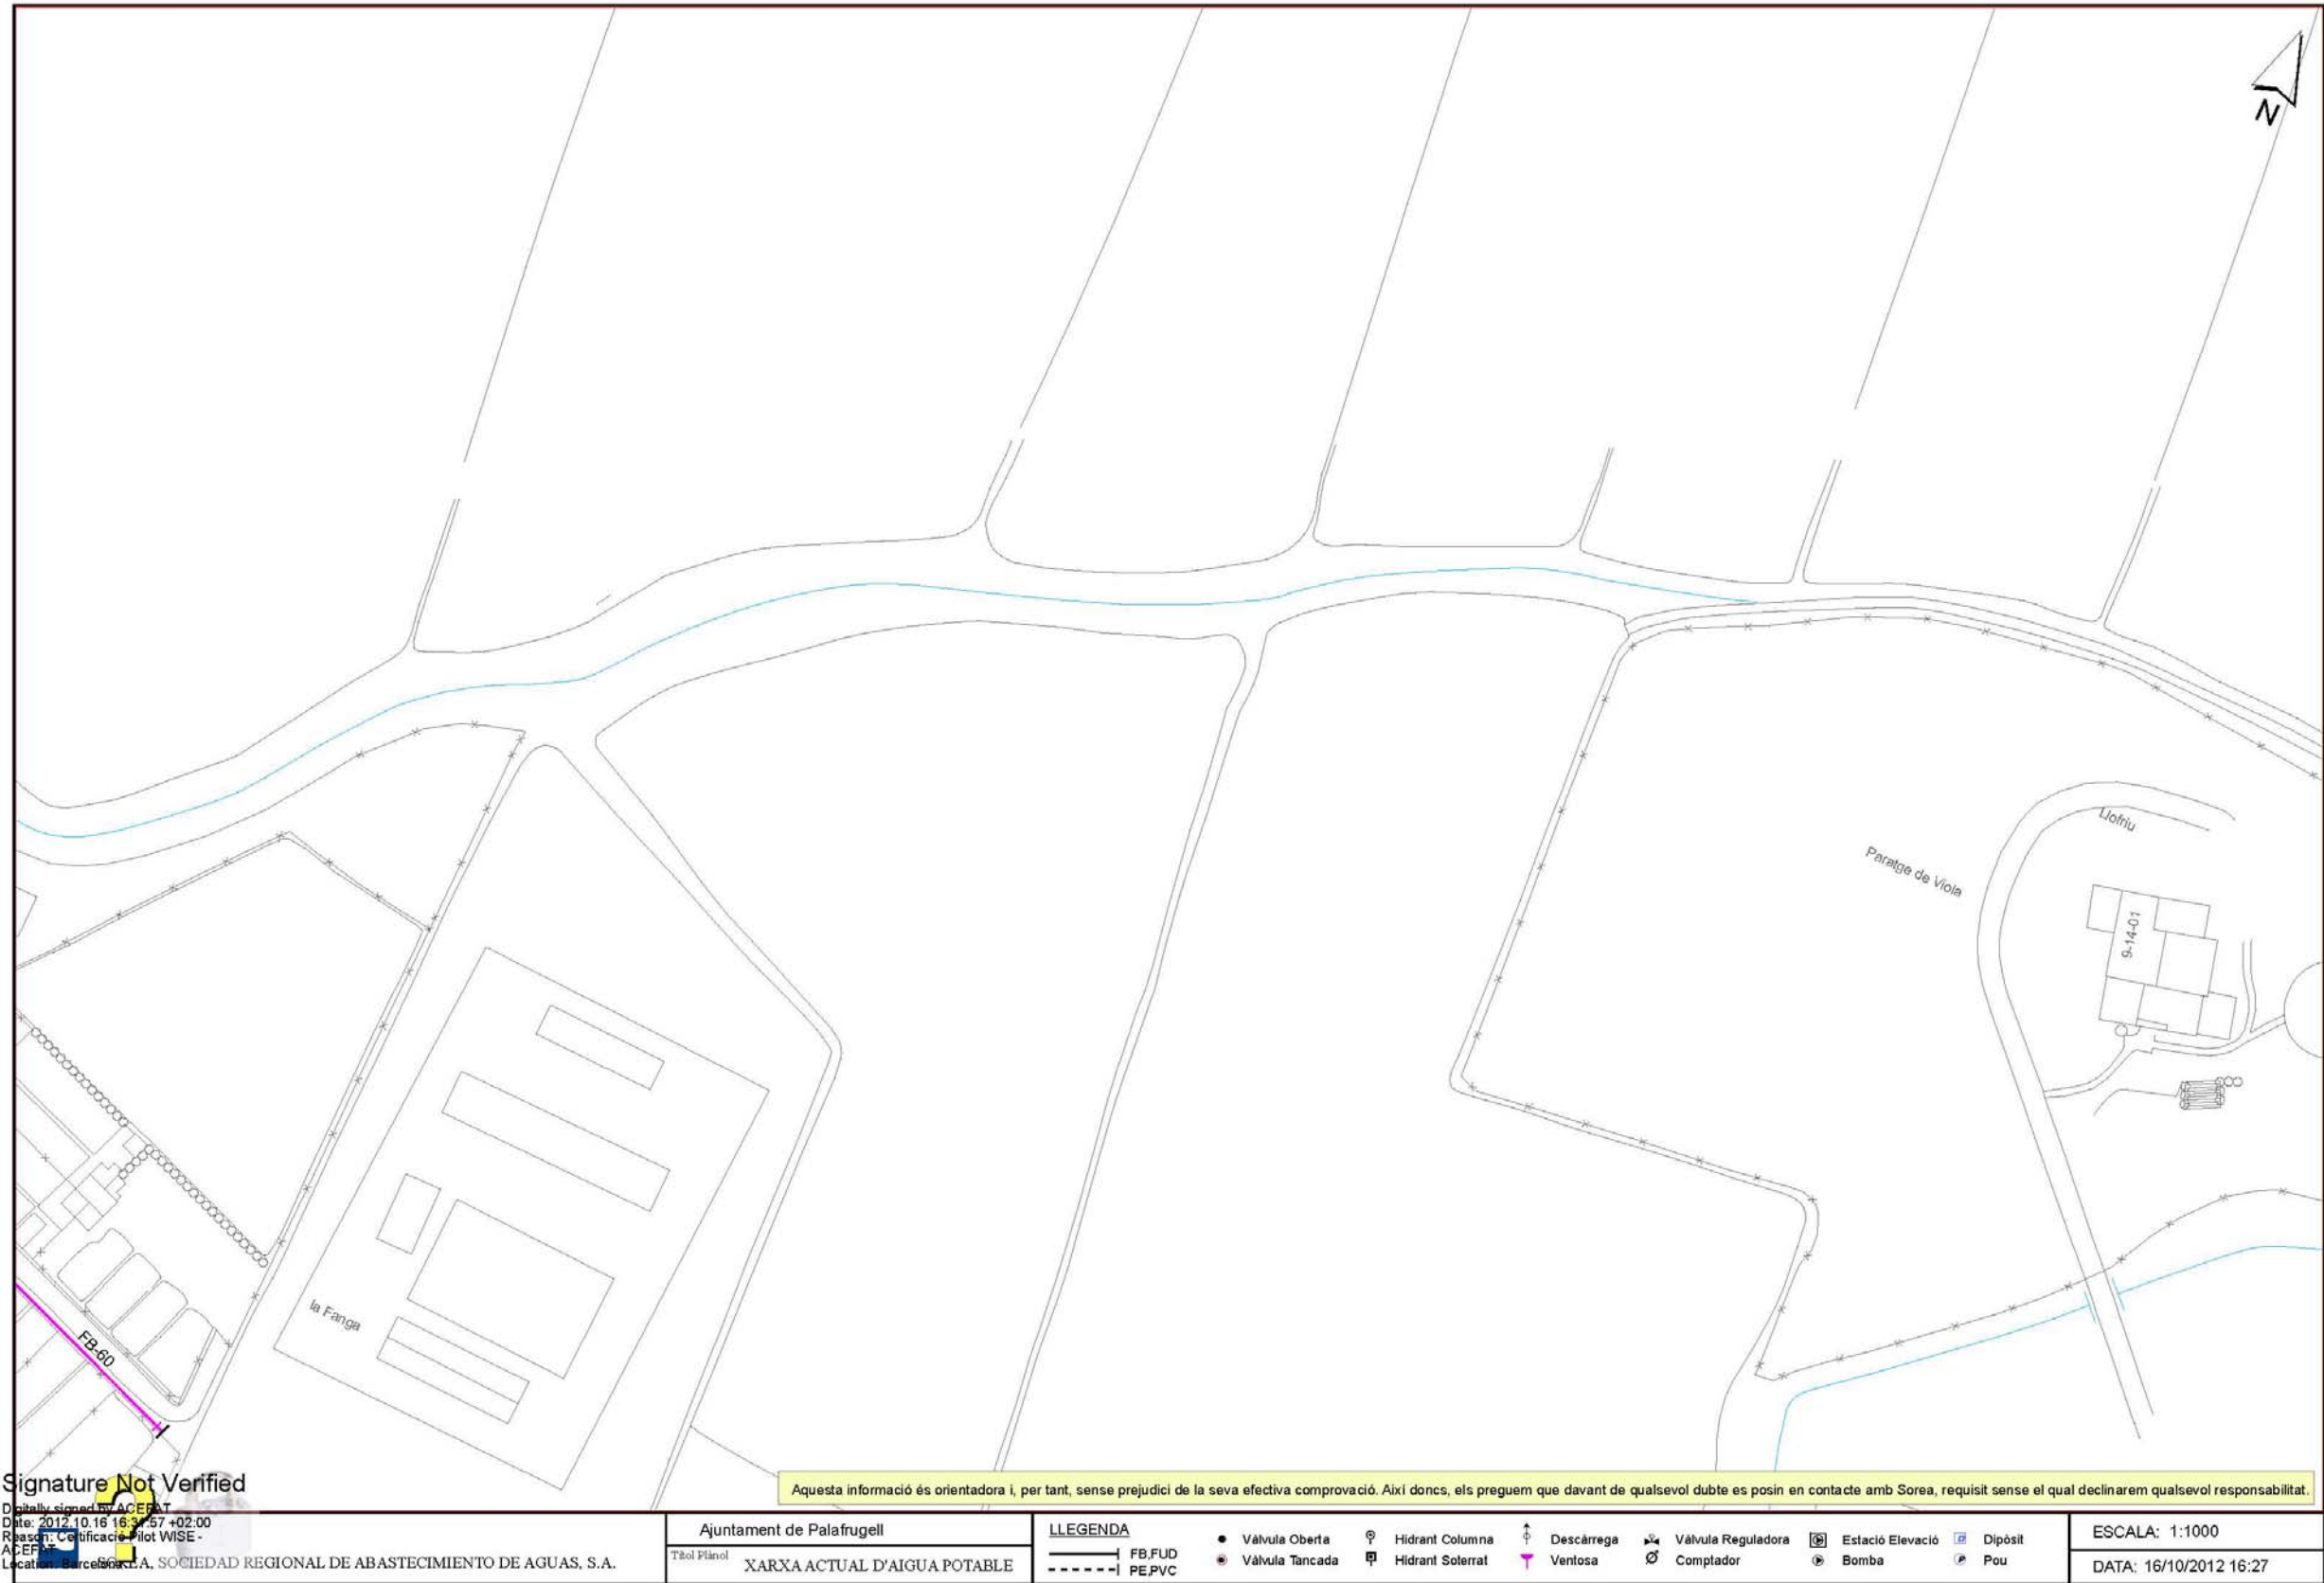 N
Llofriu
Paratge de Viola
9-14-01
la Fanga
FB-60
Signature Not Verified
Digitally signed by ACEFAT
Date: 2012.10.16 16:31:57 +02:00
Reason: Certificació Pilot WISE -
ACEFAT
Location: Barcelona
SOREA, SOCIEDAD REGIONAL DE ABASTECIMIENTO DE AGUAS, S.A.
Aquesta informació és orientadora i, per tant, sense prejudici de la seva efectiva comprovació. Així doncs, els preguem que davant de qualsevol dubte es posin en contacte amb Sorea, requisit sense el qual declinarem qualsevol responsabilitat.
Ajuntament de Palafrugell
Títol Plànol
XARXA ACTUAL D'AIGUA POTABLE
LLEGENDA
FB,FUD
PE,PVC
Vàlvula Oberta
Vàlvula Tancada
Hidrant Columna
Hidrant Soterrat
Descàrrega
Ventosa
Vàlvula Reguladora
Comptador
Estació Elevació
Bomba
Dipòsit
Pou
ESCALA: 1:1000
DATA: 16/10/2012 16:27